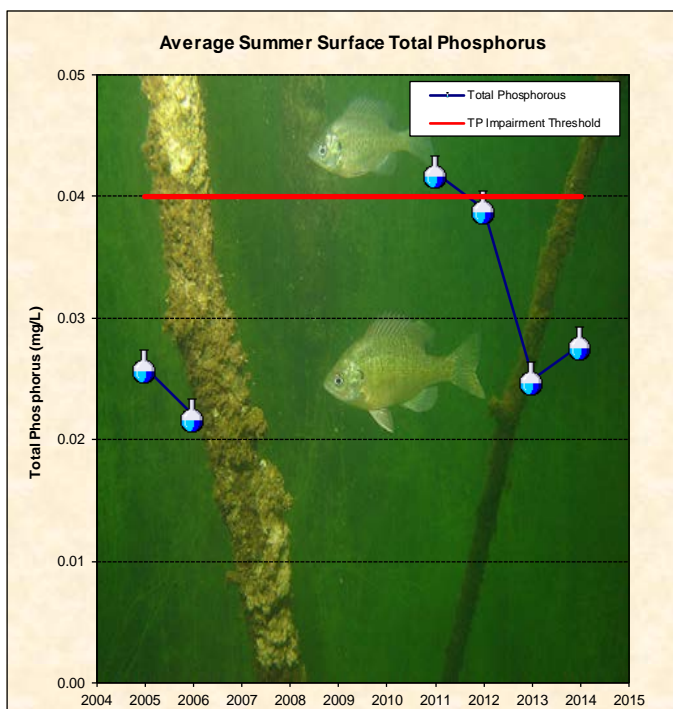 Average Summer Surface Total Phosphorus
0.05
Total Phosphorous
TP Impairment Threshold
0.04
0.03
Total Phosphorus (mg/L)
0.02
0.01
0.00
2004 2005 2006 2007 2008 2009 2010 2011 2012 2013 2014 2015